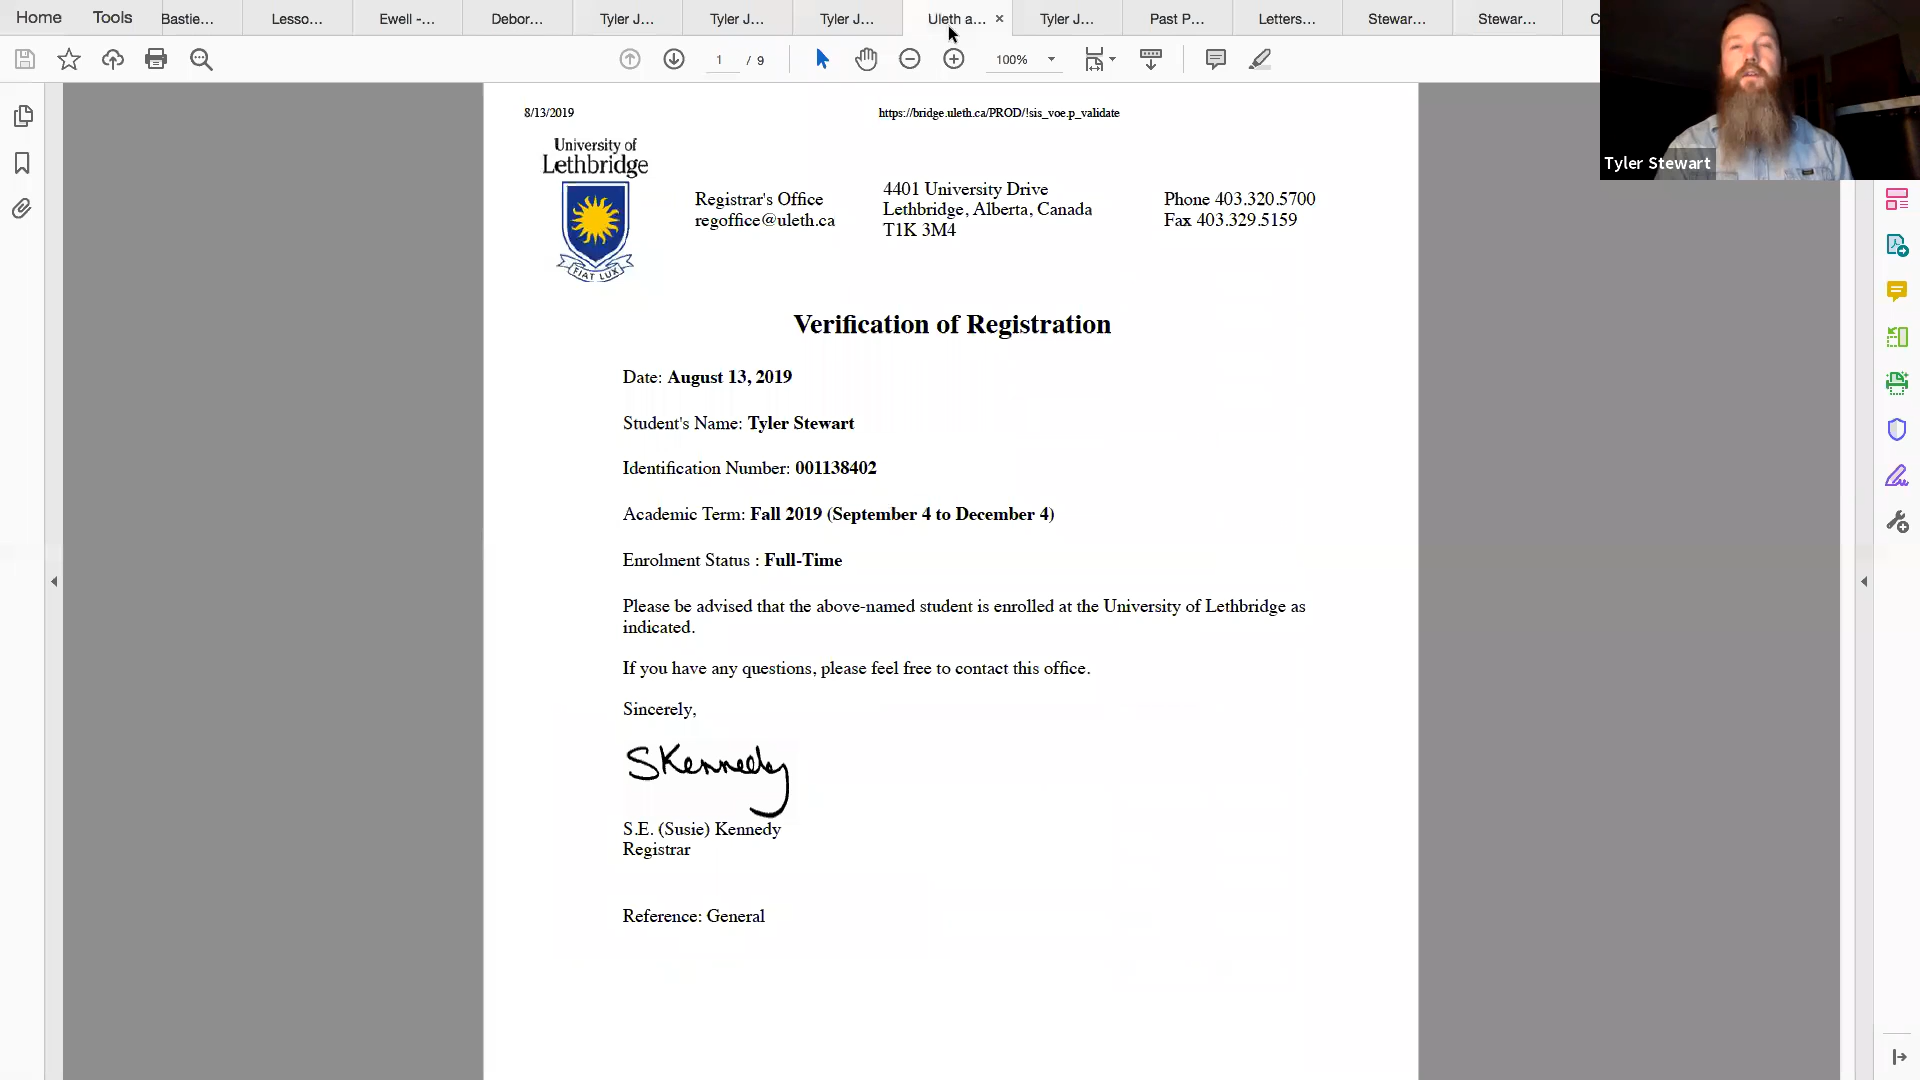 Home
Tools
Bastie...
Lesso...
Ewell -...
Debor...
Tyler J...
Tyler J...
Tyler J...
Uleth a...
Tyler J...
Past P...
Letters...
Stewar...
Stewar...
C
1 / 9
100%
Tyler Stewart
8/13/2019
https://bridge.uleth.ca/PROD/!sis_voe.p_validate
University of
Lethbridge
FIAT LUX
Registrar's Office
regoffice@uleth.ca
4401 University Drive
Lethbridge, Alberta, Canada
T1K 3M4
Phone 403.320.5700
Fax 403.329.5159
Verification of Registration
Date: August 13, 2019
Student's Name: Tyler Stewart
Identification Number: 001138402
Academic Term: Fall 2019 (September 4 to December 4)
Enrolment Status : Full-Time
Please be advised that the above-named student is enrolled at the University of Lethbridge as
indicated.
If you have any questions, please feel free to contact this office.
Sincerely,
SKennedy
S.E. (Susie) Kennedy
Registrar
Reference: General